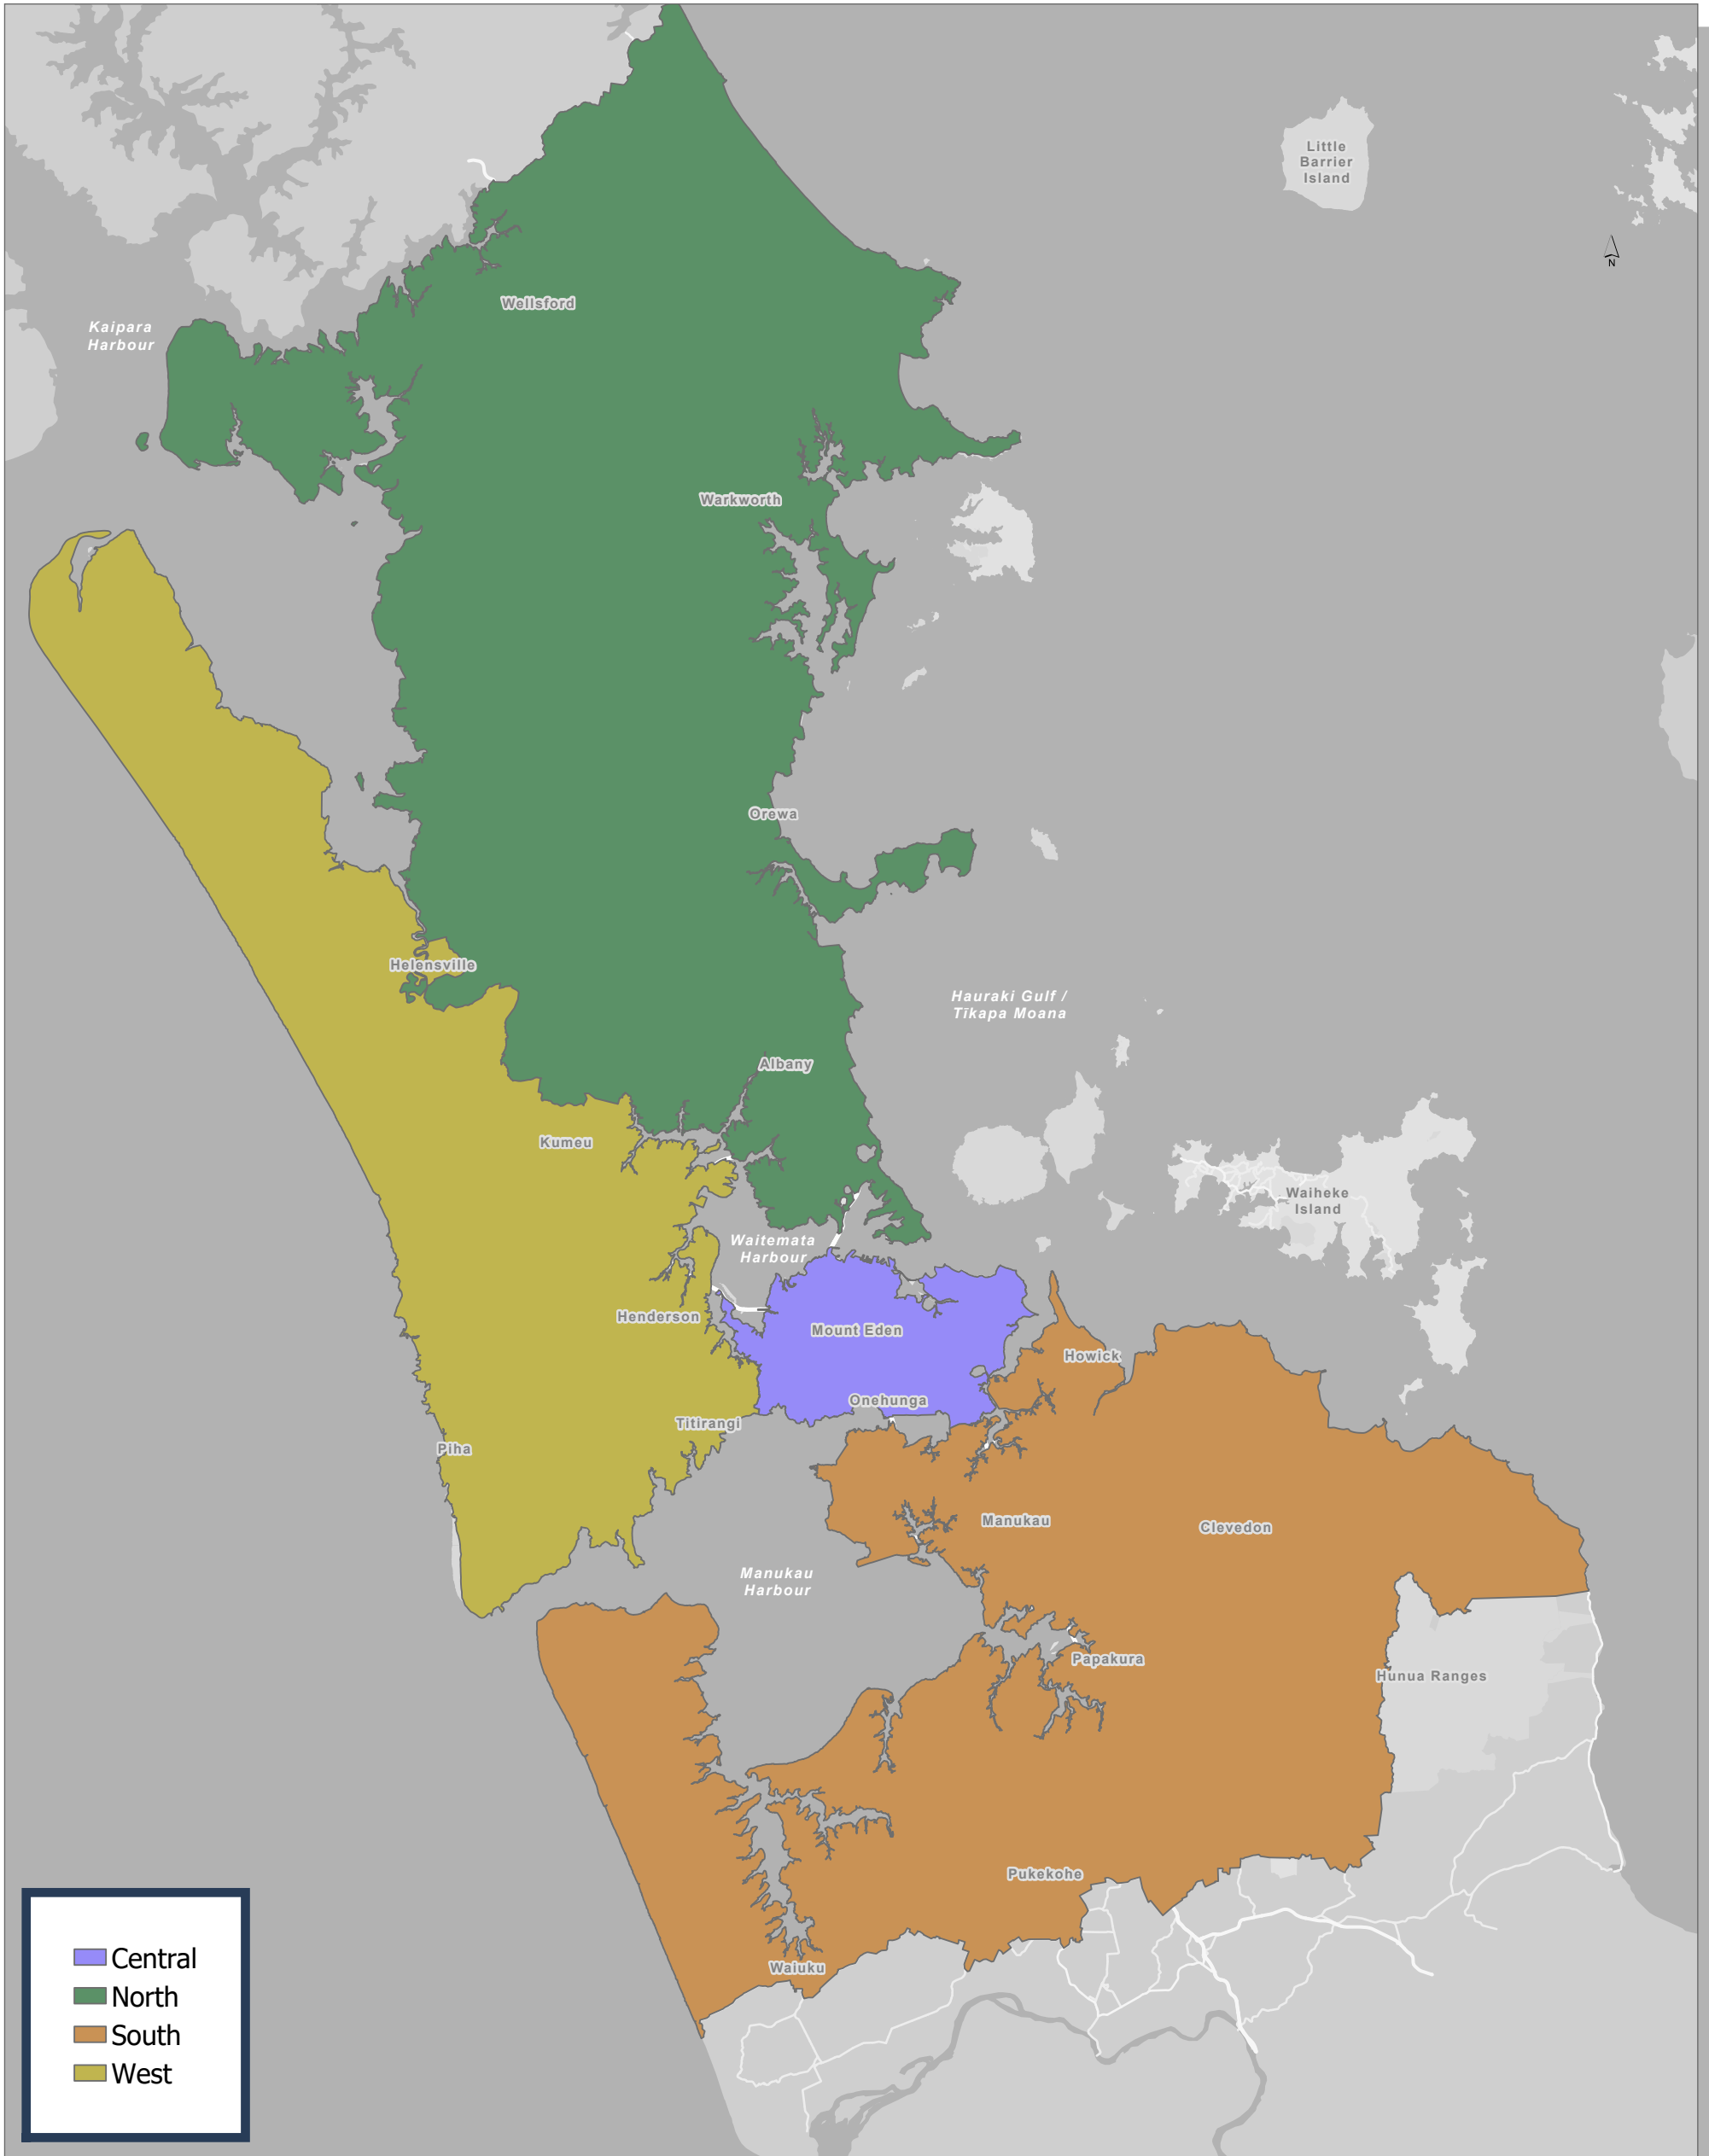 Little
Barrier
Island
N
Wellsford
Kaipara
Harbour
Warkworth
Orewa
Helensville
Hauraki Gulf /
Tīkapa Moana
Albany
Kumeu
Waiheke
Island
Waitemata
Harbour
Henderson
Mount Eden
Howick
Onehunga
Titirangi
Piha
Manukau
Clevedon
Manukau
Harbour
Papakura
Hunua Ranges
Pukekohe
Waiuku
Central
North
South
West